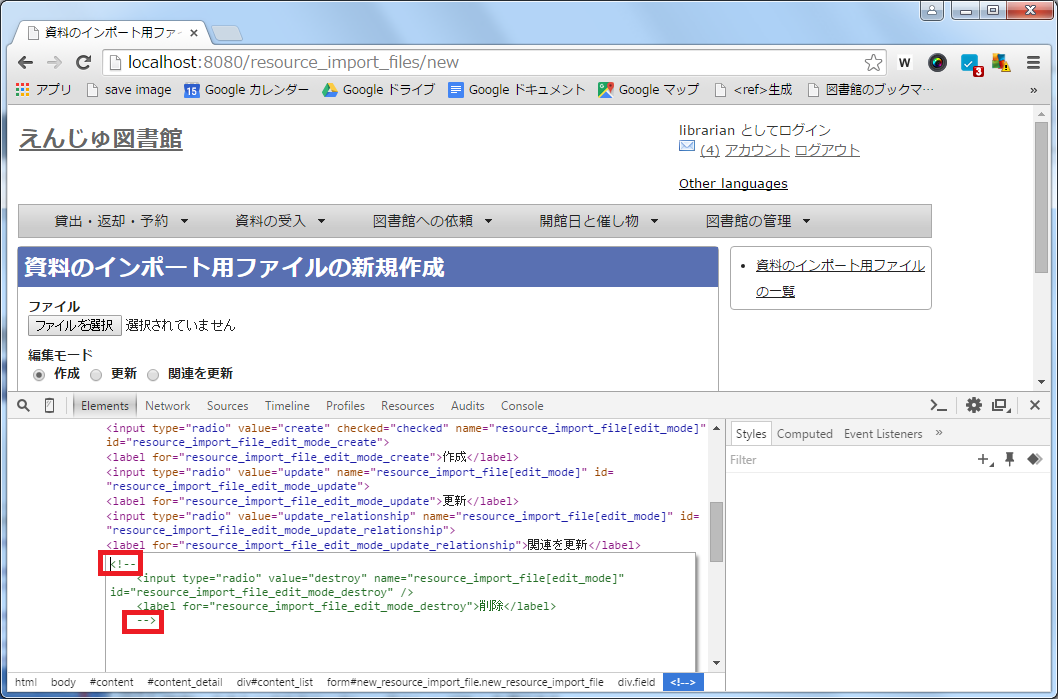 資料のインポート用ファ
localhost:8080/resource_import_files/new
W
3
アプリ save image 15 Google カレンダー Google ドライブ Google ドキュメント Google マップ <ref>生成 図書館のブックマ… »
えんじゅ図書館
librarian としてログイン
(4) アカウント ログアウト
Other languages
貸出・返却・予約 ▼ 資料の受入 ▼ 図書館への依頼 ▼ 開館日と催し物 ▼ 図書館の管理 ▼
資料のインポート用ファイルの新規作成
• 資料のインポート用ファイル
の一覧
ファイル
ファイルを選択 選択されていません
編集モード
作成 更新 関連を更新
Elements Network Sources Timeline Profiles Resources Audits Console
<input type="radio" value="create" checked="checked" name="resource_import_file[edit_mode]"
id="resource_import_file_edit_mode_create">
<label for="resource_import_file_edit_mode_create">作成</label>
<input type="radio" value="update" name="resource_import_file[edit_mode]" id=
"resource_import_file_edit_mode_update">
<label for="resource_import_file_edit_mode_update">更新</label>
<input type="radio" value="update_relationship" name="resource_import_file[edit_mode]" id=
"resource_import_file_edit_mode_update_relationship">
<label for="resource_import_file_edit_mode_update_relationship">関連を更新</label>
<!--
<input type="radio" value="destroy" name="resource_import_file[edit_mode]"
id="resource_import_file_edit_mode_destroy" />
<label for="resource_import_file_edit_mode_destroy">削除</label>
-->
Styles Computed Event Listeners »
Filter
html body #content #content_detail div#content_list form#new_resource_import_file.new_resource_import_file div.field <!-->